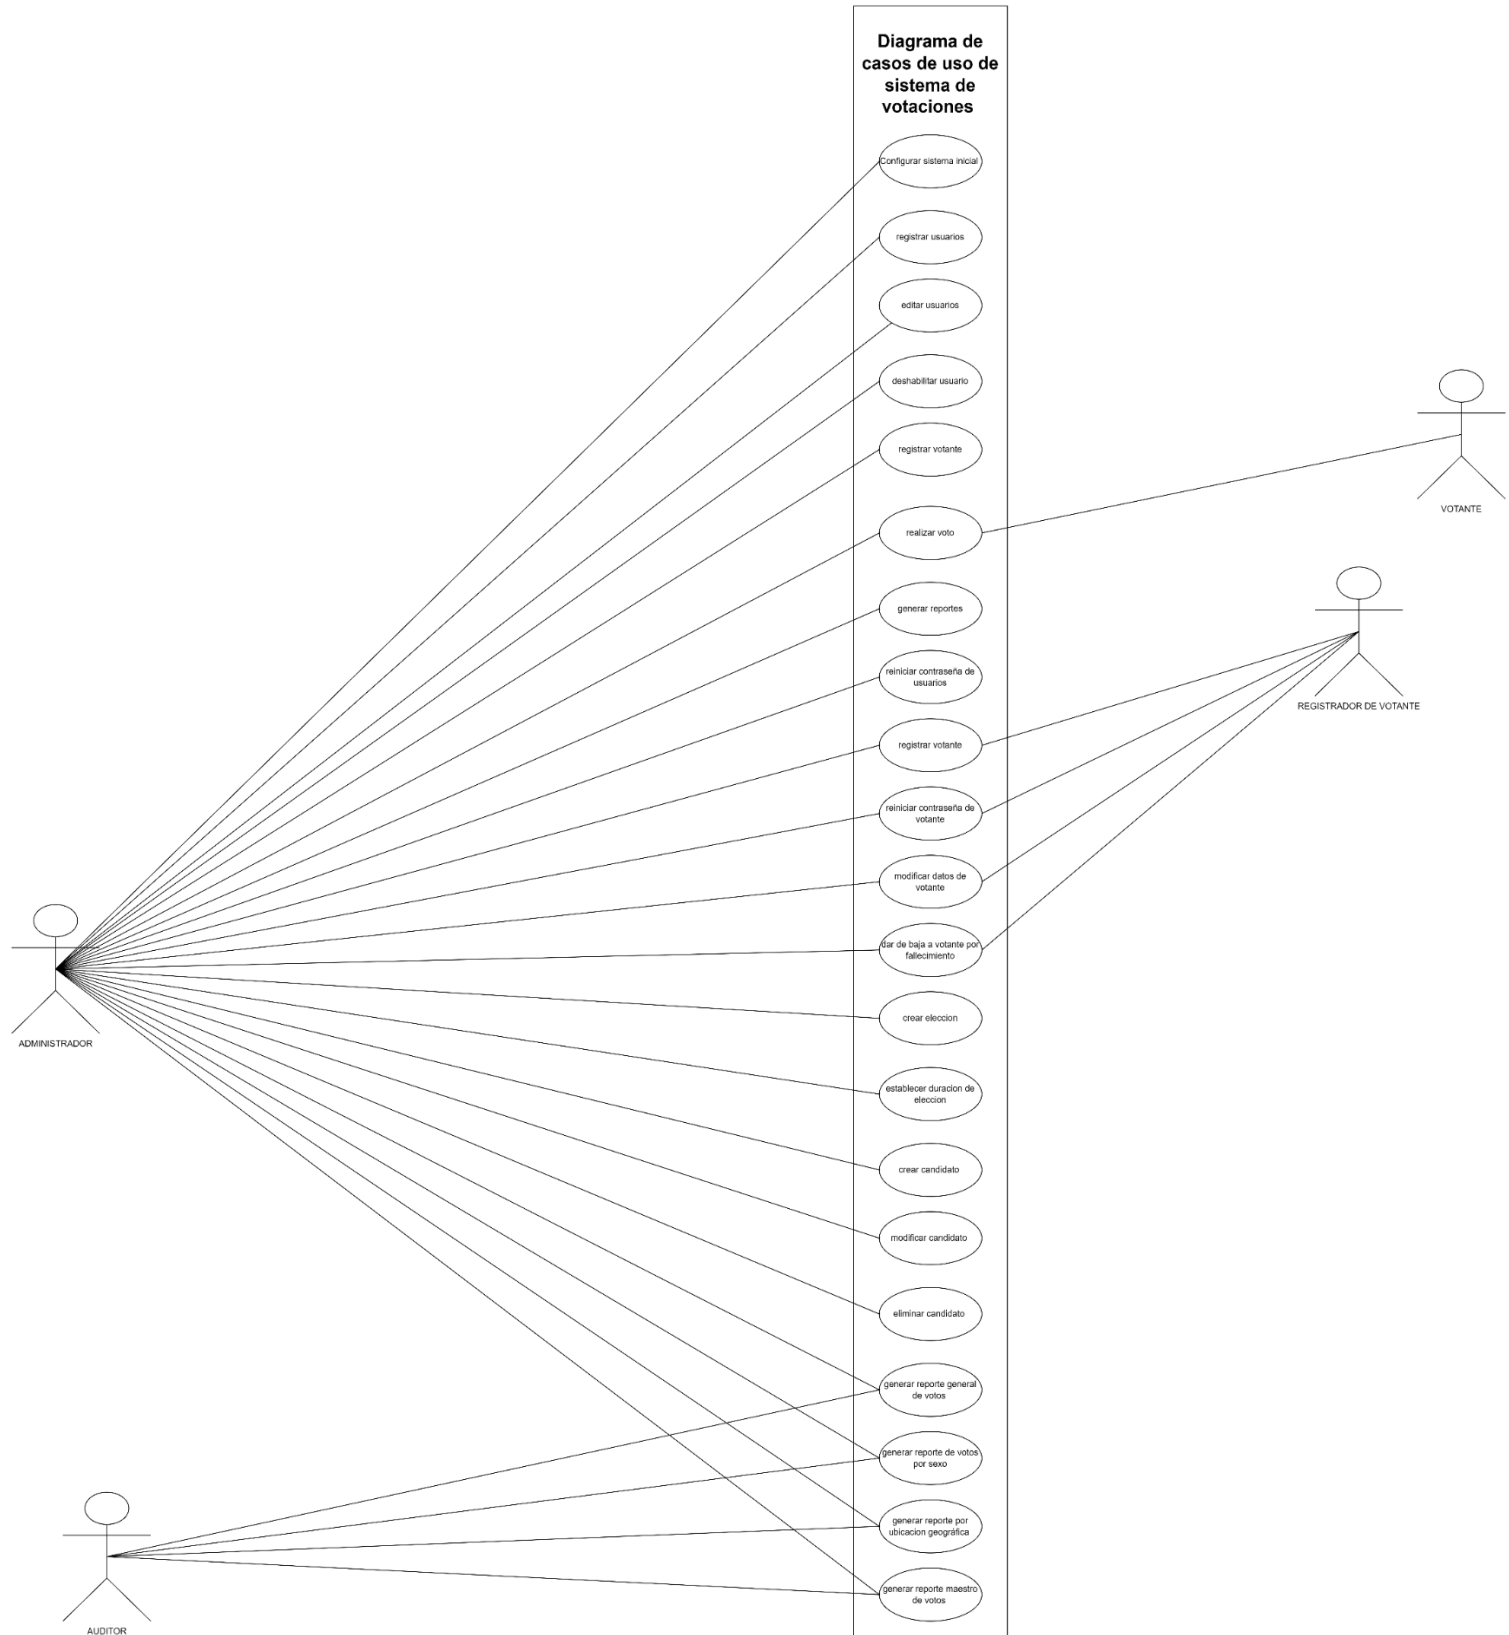 Diagrama de
casos de uso de
sistema de
votaciones
Configurar sistema inicial
registrar usuarios
editar usuarios
deshabilitar usuario
registrar votante
realizar voto
VOTANTE
generar reportes
reiniciar contraseña de
usuarios
REGISTRADOR DE VOTANTE
registrar votante
reiniciar contraseña de
votante
modificar datos de
votante
dar de baja a votante por
fallecimiento
crear eleccion
ADMINISTRADOR
establecer duracion de
eleccion
crear candidato
modificar candidato
eliminar candidato
generar reporte general
de votos
generar reporte de votos
por sexo
generar reporte por
ubicacion geográfica
generar reporte maestro
de votos
AUDITOR